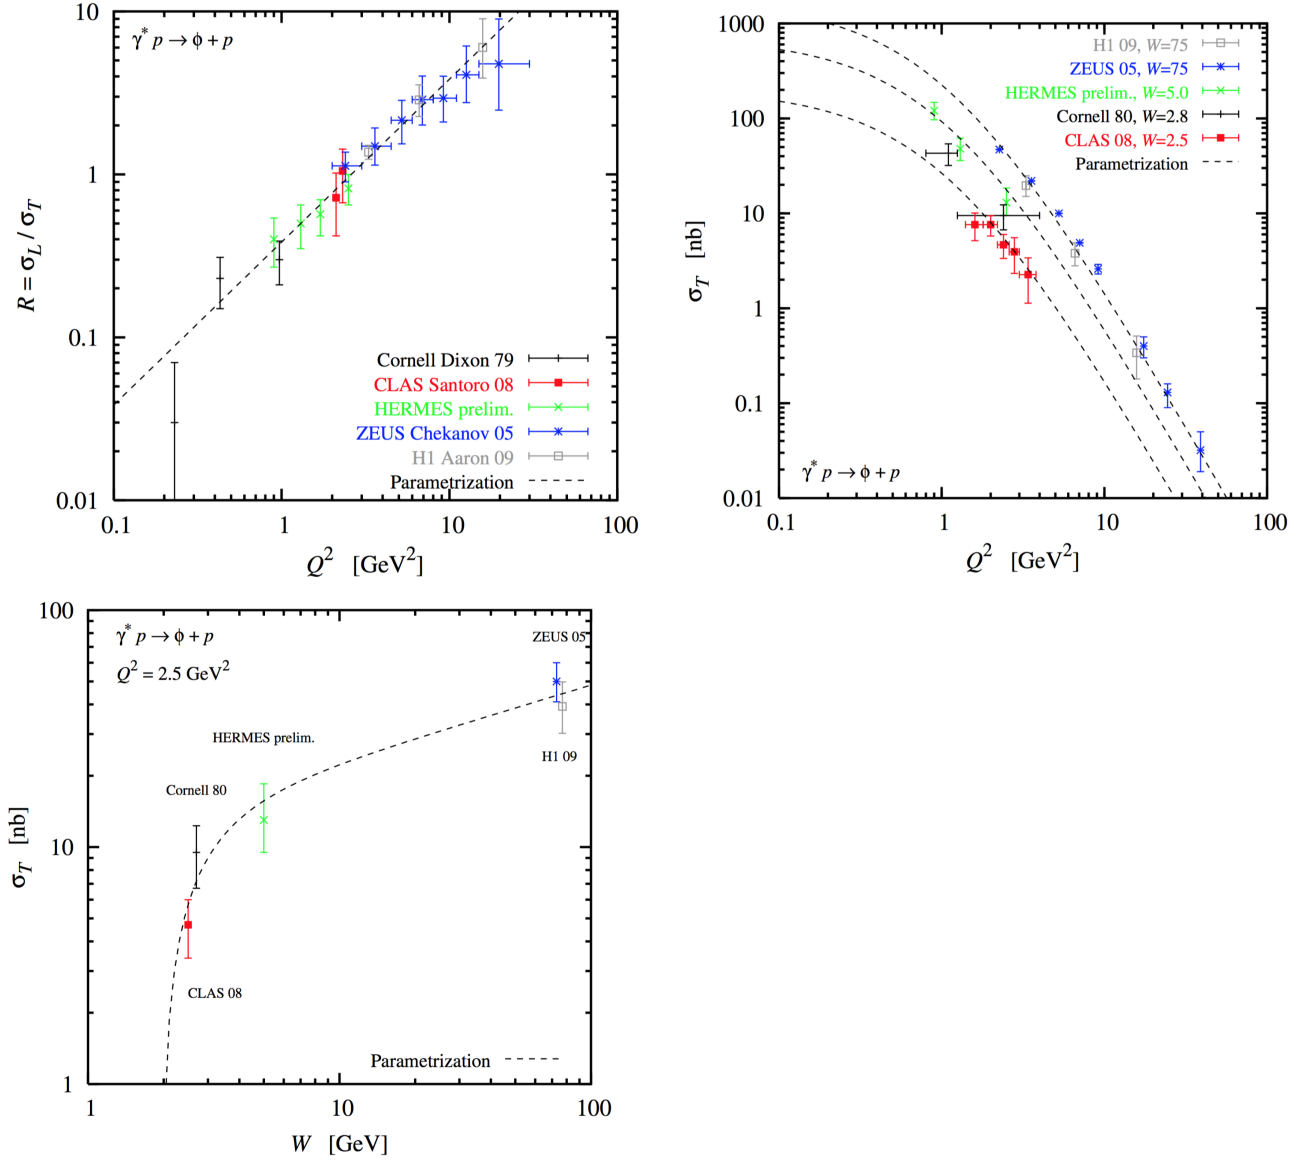 γ* p → ϕ + p
R = σL / σT
10
1
0.1
0.01
Cornell Dixon 79
CLAS Santoro 08
HERMES prelim.
ZEUS Chekanov 05
H1 Aaron 09
Parametrization
0.1 1 10 100
Q² [GeV²]
σT [nb]
1000
100
10
1
0.1
0.01
H1 09, W=75
ZEUS 05, W=75
HERMES prelim., W=5.0
Cornell 80, W=2.8
CLAS 08, W=2.5
Parametrization
γ* p → ϕ + p
0.1 1 10 100
Q² [GeV²]
σT [nb]
100
10
1
γ* p → ϕ + p
Q² = 2.5 GeV²
ZEUS 05
HERMES prelim.
H1 09
Cornell 80
CLAS 08
Parametrization
1 10 100
W [GeV]